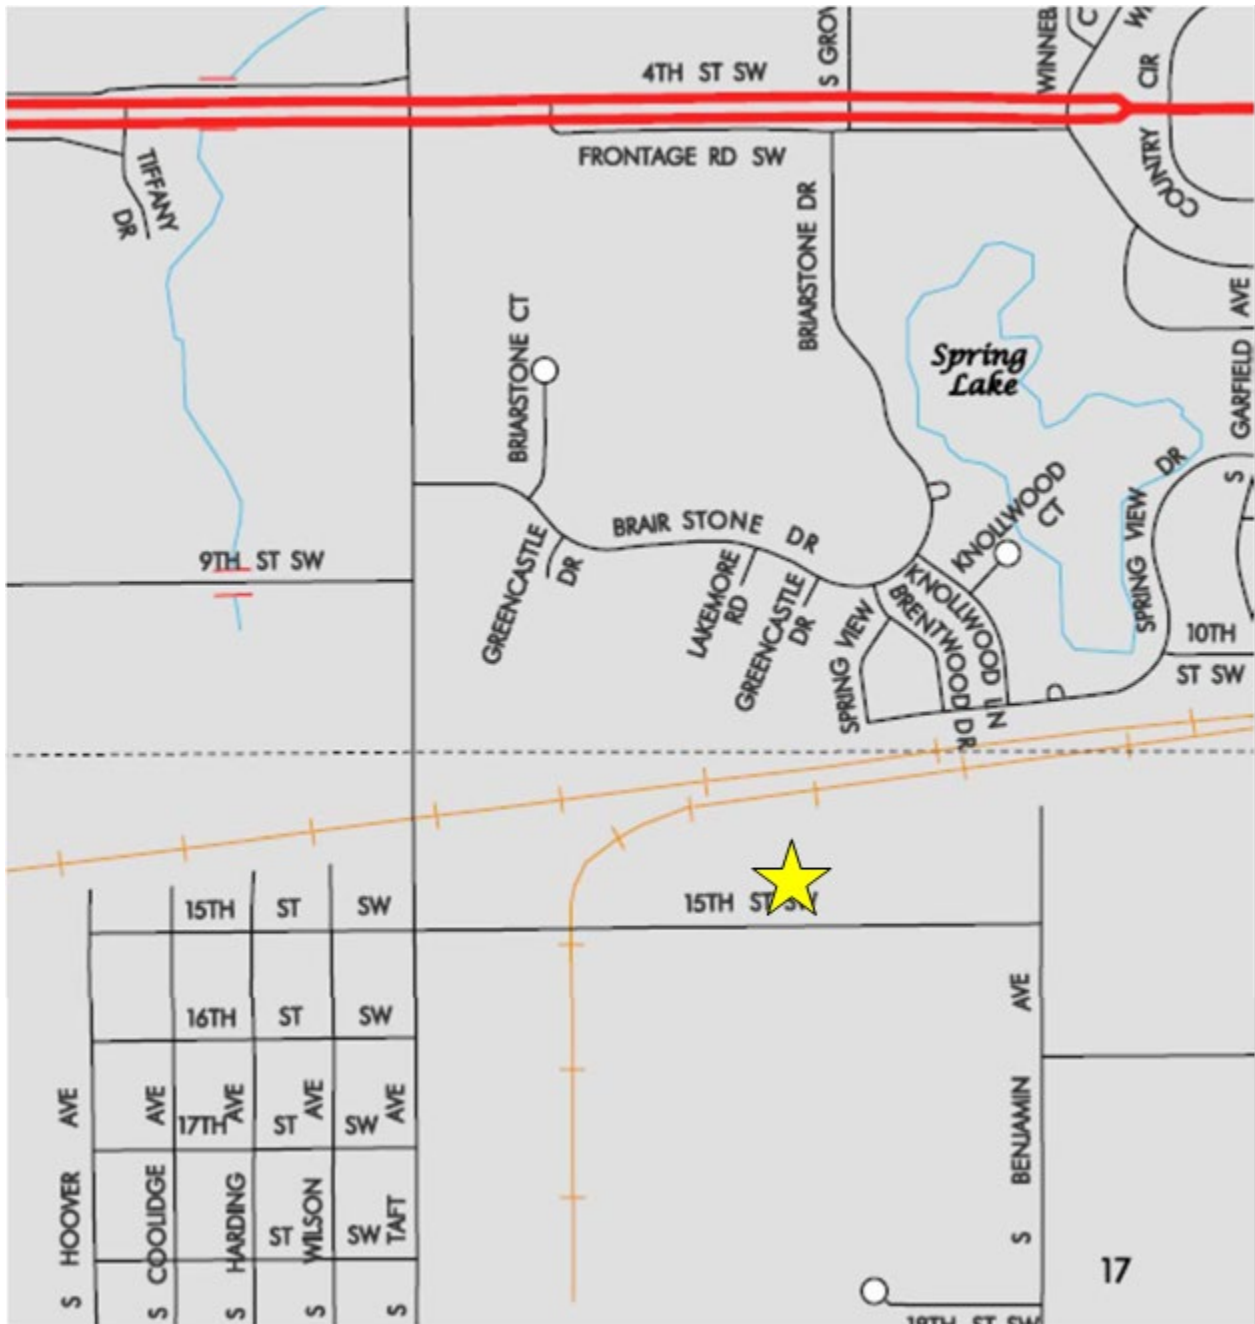 4TH ST SW
S GROV
WINNEB
CIR
COUNTRY
FRONTAGE RD SW
TIFFANY
DR
BRIARSTONE DR
BRIARSTONE CT
Spring
Lake
S GARFIELD AVE
9TH ST SW
GREENCASTLE
DR
BRAIR STONE DR
LAKEMORE
RD
GREENCASTLE
DR
SPRING VIEW
BRENTWOOD DR
KNOLLWOOD LN
KNOLLWOOD
CT
SPRING VIEW DR
10TH
ST SW
15TH ST SW
15TH ST SW
16TH ST SW
17TH ST SW
ST SW
S HOOVER AVE
S COOLIDGE AVE
S HARDING AVE
S WILSON AVE
S TAFT AVE
S BENJAMIN AVE
17
ST SW